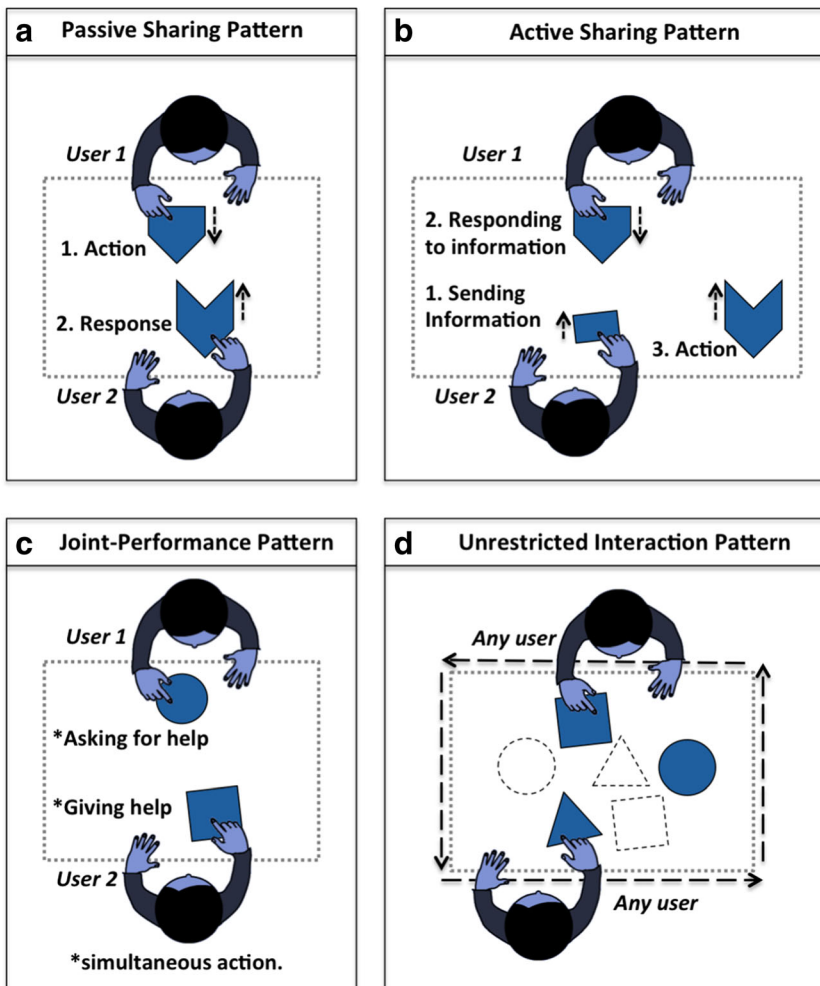 a Passive Sharing Pattern
User 1
1. Action
2. Response
User 2
b Active Sharing Pattern
User 1
2. Responding
to information
1. Sending
Information
3. Action
User 2
c Joint-Performance Pattern
User 1
*Asking for help
*Giving help
User 2
*simultaneous action.
d Unrestricted Interaction Pattern
Any user
Any user